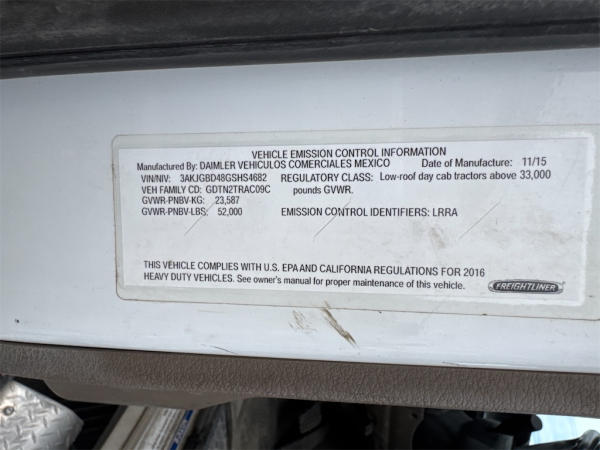 VEHICLE EMISSION CONTROL INFORMATION
Manufactured By: DAIMLER VEHICULOS COMERCIALES MEXICO Date of Manufacture: 11/15
VIN/NIV: 3AKJGBD48GSHS4682 REGULATORY CLASS: Low-roof day cab tractors above 33,000
VEH FAMILY CD: GDTN2TRAC09C pounds GVWR.
GVWR-PNBV-KG: 23,587
GVWR-PNBV-LBS: 52,000 EMISSION CONTROL IDENTIFIERS: LRRA
THIS VEHICLE COMPLIES WITH U.S. EPA AND CALIFORNIA REGULATIONS FOR 2016
HEAVY DUTY VEHICLES. See owner's manual for proper maintenance of this vehicle.
FREIGHTLINER